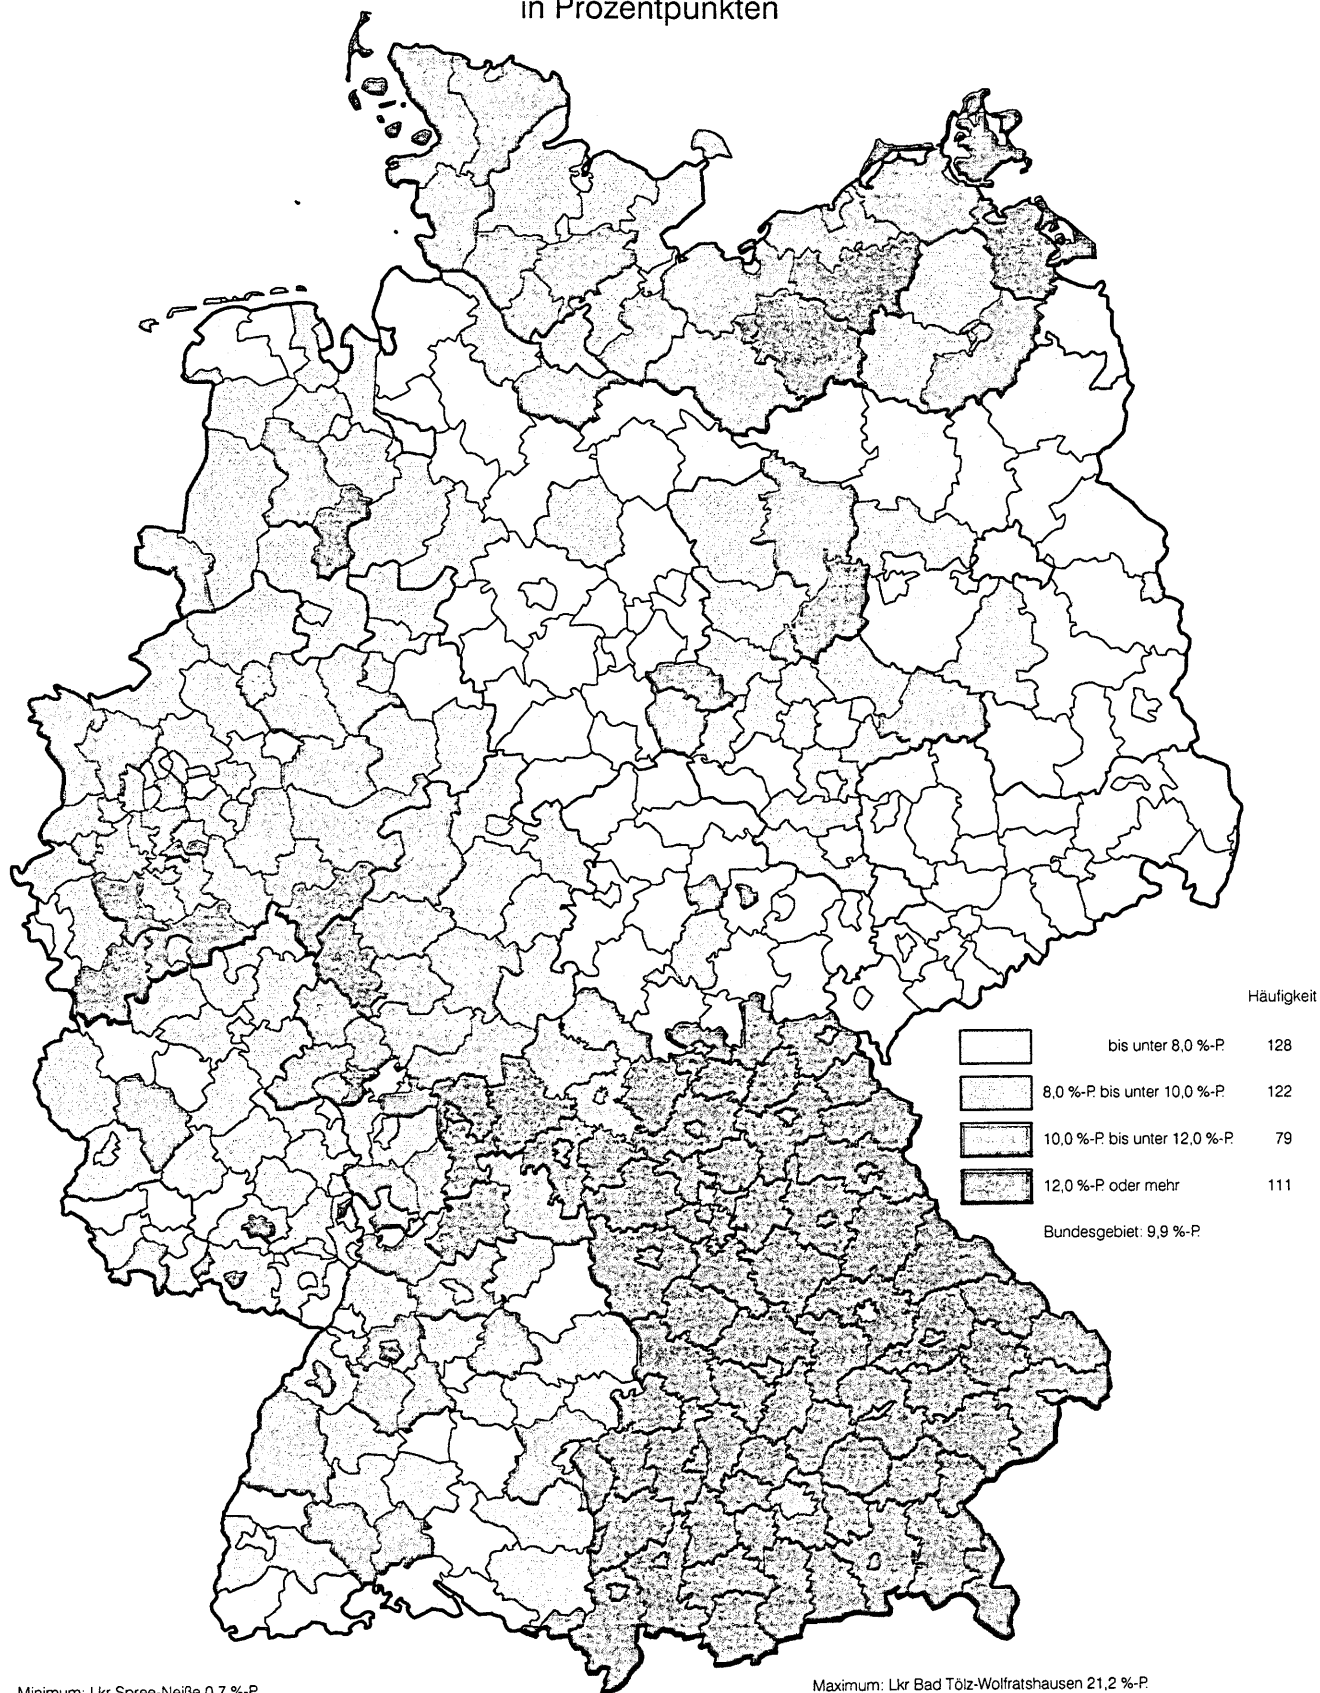 in Prozentpunkten
Häufigkeit
bis unter 8,0 %-P. 128
8,0 %-P. bis unter 10,0 %-P. 122
10,0 %-P. bis unter 12,0 %-P. 79
12,0 %-P. oder mehr 111
Bundesgebiet: 9,9 %-P.
Minimum: Lkr Spree-Neiße 0,7 %-P.
Maximum: Lkr Bad Tölz-Wolfratshausen 21,2 %-P.